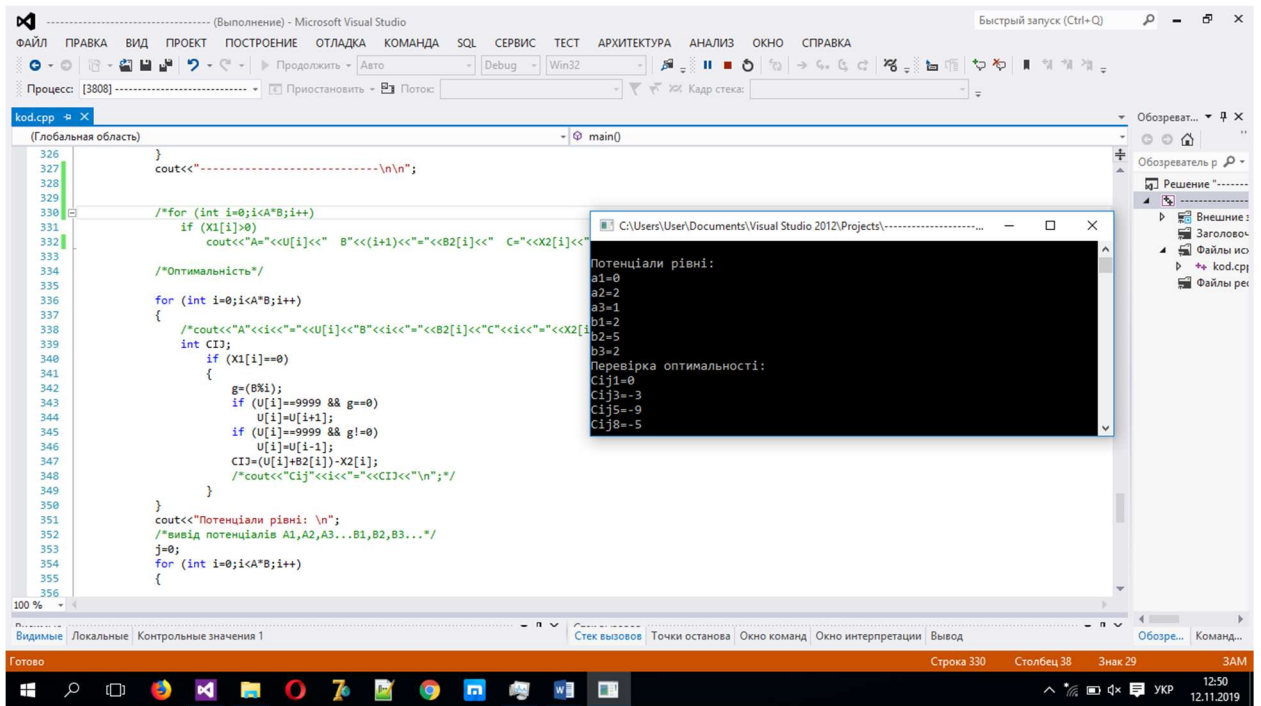 ----------------------------------- (Выполнение) - Microsoft Visual Studio
Быстрый запуск (Ctrl+Q)
ФАЙЛ ПРАВКА ВИД ПРОЕКТ ПОСТРОЕНИЕ ОТЛАДКА КОМАНДА SQL СЕРВИС ТЕСТ АРХИТЕКТУРА АНАЛИЗ ОКНО СПРАВКА
Продолжить Авто Debug Win32
Процесс: [3808] ----------------------------- Приостановить Поток: Кадр стека:
kod.cpp
(Глобальная область) main()
326 }
327 cout<<"----------------------------\n\n";
328
329
330 /*for (int i=0;i<A*B;i++)
331 if (X1[i]>0)
332 cout<<"A="<<U[i]<<" B"<<(i+1)<<"="<<B2[i]<<" C="<<X2[i]<<"
333
334 /*Оптимальність*/
335
336 for (int i=0;i<A*B;i++)
337 {
338 /*cout<<"A"<<i<<"="<<U[i]<<"B"<<i<<"="<<B2[i]<<"C"<<i<<"="<<X2[i
339 int CIJ;
340 if (X1[i]==0)
341 {
342 g=(B%i);
343 if (U[i]==9999 && g==0)
344 U[i]=U[i+1];
345 if (U[i]==9999 && g!=0)
346 U[i]=U[i-1];
347 CIJ=(U[i]+B2[i])-X2[i];
348 /*cout<<"Cij"<<i<<"="<<CIJ<<"\n";*/
349 }
350 }
351 cout<<"Потенціали рівні: \n";
352 /*вивід потенціалів A1,A2,A3...B1,B2,B3...*/
353 j=0;
354 for (int i=0;i<A*B;i++)
355 {
356
100 %
C:\Users\User\Documents\Visual Studio 2012\Projects\--------------------...
Потенціали рівні:
a1=0
a2=2
a3=1
b1=2
b2=5
b3=2
Перевірка оптимальності:
Cij1=0
Cij3=-3
Cij5=-9
Cij8=-5
Обозреват...
Обозреватель р
Решение "-------
---------------
Внешние
Заголовоч
Файлы исх
kod.cpp
Файлы рес
Видимые Локальные Контрольные значения 1
Стек вызовов Точки останова Окно команд Окно интерпретации Вывод
Обозре... Команд...
Готово Строка 330 Столбец 38 Знак 29 ЗАМ
УКР 12:50
12.11.2019